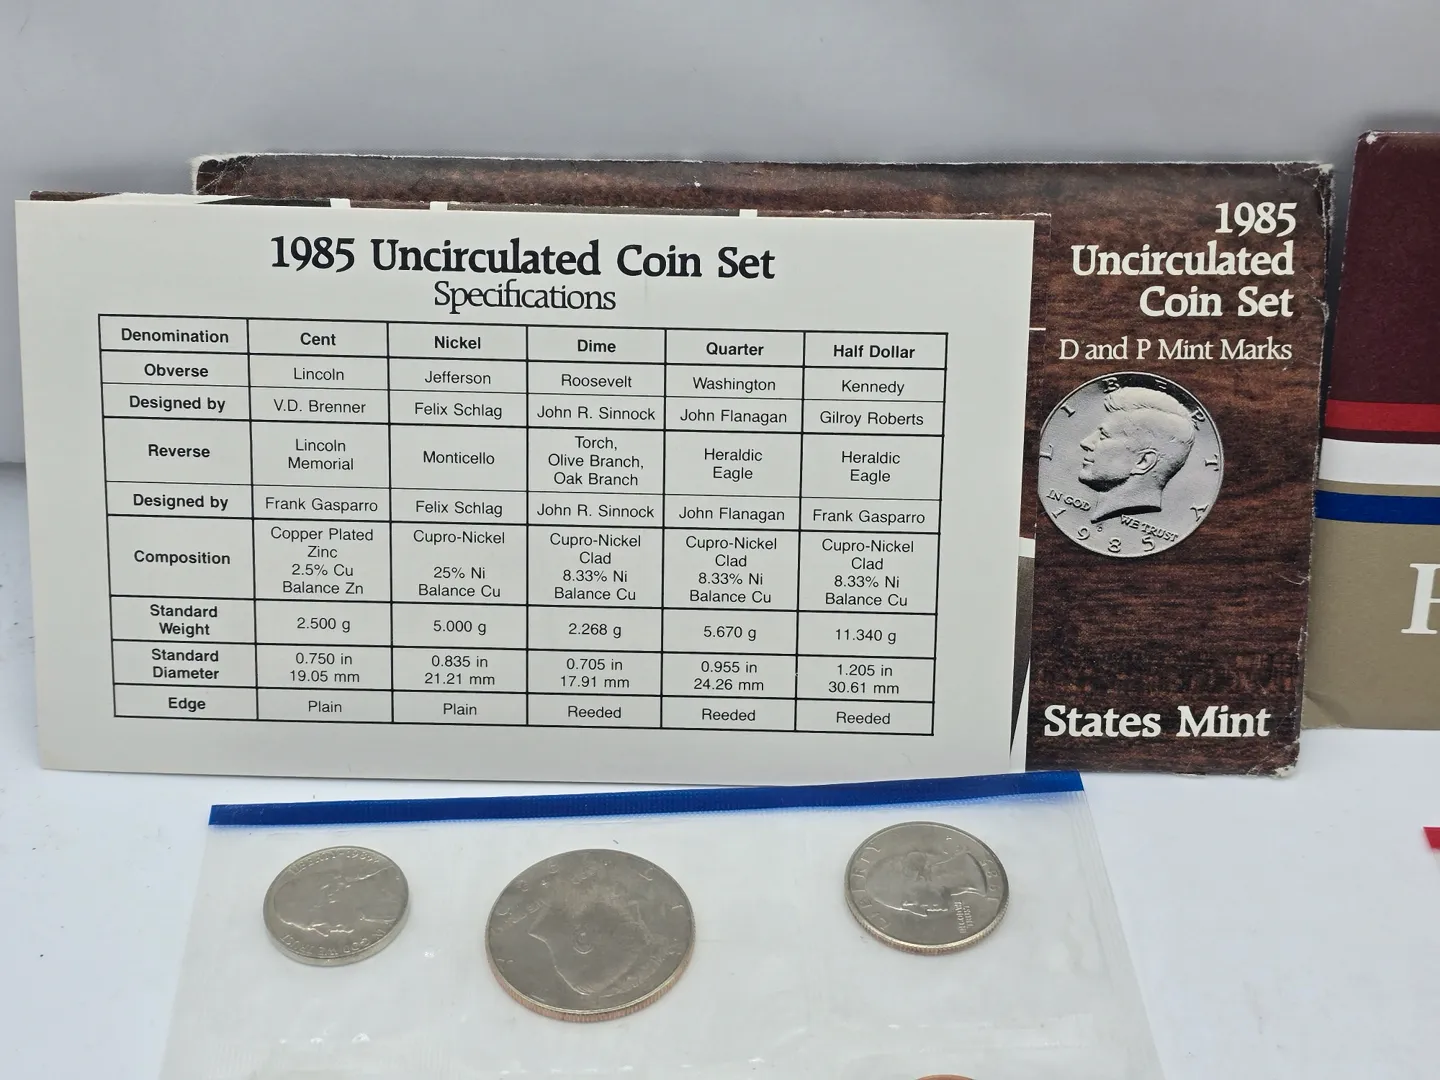 1985 Uncirculated Coin Set
Specifications
Denomination Cent Nickel Dime Quarter Half Dollar
Obverse Lincoln Jefferson Roosevelt Washington Kennedy
Designed by V.D. Brenner Felix Schlag John R. Sinnock John Flanagan Gilroy Roberts
Reverse
Lincoln
Memorial
Monticello
Torch,
Olive Branch,
Oak Branch
Heraldic
Eagle
Heraldic
Eagle
Designed by Frank Gasparro Felix Schlag John R. Sinnock John Flanagan Frank Gasparro
Composition
Copper Plated
Zinc
2.5% Cu
Balance Zn
Cupro-Nickel
25% Ni
Balance Cu
Cupro-Nickel
Clad
8.33% Ni
Balance Cu
Cupro-Nickel
Clad
8.33% Ni
Balance Cu
Cupro-Nickel
Clad
8.33% Ni
Balance Cu
Standard
Weight
2.500 g 5.000 g 2.268 g 5.670 g 11.340 g
Standard
Diameter
0.750 in
19.05 mm
0.835 in
21.21 mm
0.705 in
17.91 mm
0.955 in
24.26 mm
1.205 in
30.61 mm
Edge Plain Plain Reeded Reeded Reeded
1985
Uncirculated
Coin Set
D and P Mint Marks
LIBERTY
IN GOD WE TRUST
1985
States Mint
LIBERTY